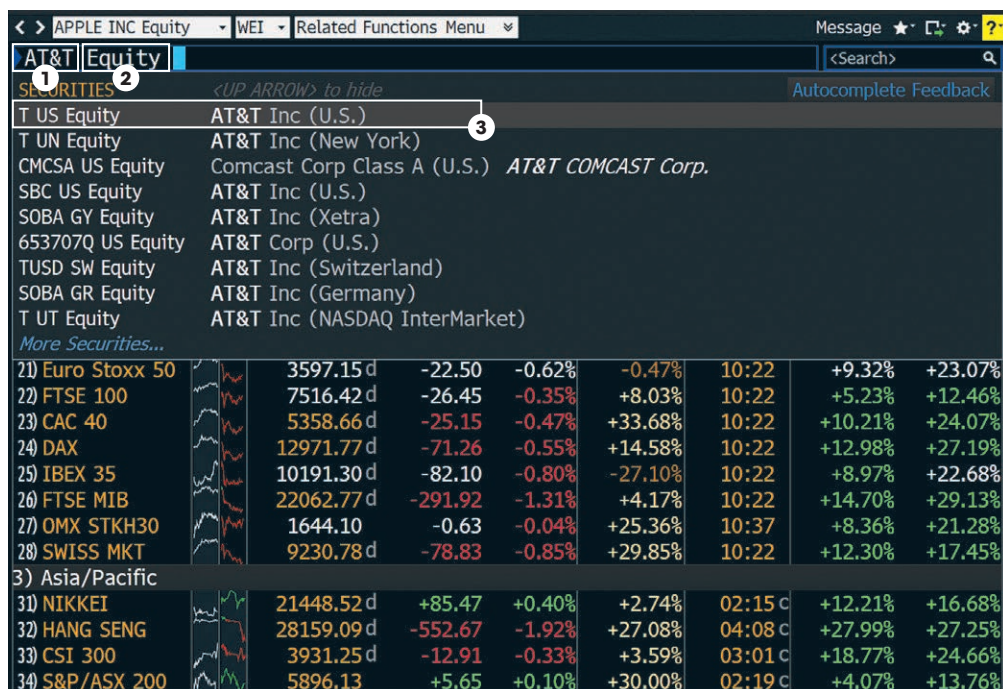 < > APPLE INC Equity WEI Related Functions Menu Message ?
AT&T Equity <Search>
1 2
SECURITIES <UP ARROW> to hide Autocomplete Feedback
T US Equity AT&T Inc (U.S.) 3
T UN Equity AT&T Inc (New York)
CMCSA US Equity Comcast Corp Class A (U.S.) AT&T COMCAST Corp.
SBC US Equity AT&T Inc (U.S.)
SOBA GY Equity AT&T Inc (Xetra)
653707Q US Equity AT&T Corp (U.S.)
TUSD SW Equity AT&T Inc (Switzerland)
SOBA GR Equity AT&T Inc (Germany)
T UT Equity AT&T Inc (NASDAQ InterMarket)
More Securities...
21) Euro Stoxx 50 3597.15 d -22.50 -0.62% -0.47% 10:22 +9.32% +23.07%
22) FTSE 100 7516.42 d -26.45 -0.35% +8.03% 10:22 +5.23% +12.46%
23) CAC 40 5358.66 d -25.15 -0.47% +33.68% 10:22 +10.21% +24.07%
24) DAX 12971.77 d -71.26 -0.55% +14.58% 10:22 +12.98% +27.19%
25) IBEX 35 10191.30 d -82.10 -0.80% -27.10% 10:22 +8.97% +22.68%
26) FTSE MIB 22062.77 d -291.92 -1.31% +4.17% 10:22 +14.70% +29.13%
27) OMX STKH30 1644.10 -0.63 -0.04% +25.36% 10:37 +8.36% +21.28%
28) SWISS MKT 9230.78 d -78.83 -0.85% +29.85% 10:22 +12.30% +17.45%
3) Asia/Pacific
31) NIKKEI 21448.52 d +85.47 +0.40% +2.74% 02:15 c +12.21% +16.68%
32) HANG SENG 28159.09 d -552.67 -1.92% +27.08% 04:08 c +27.99% +27.25%
33) CSI 300 3931.25 d -12.91 -0.33% +3.59% 03:01 c +18.77% +24.66%
34) S&P/ASX 200 5896.13 +5.65 +0.10% +30.00% 02:19 c +4.07% +13.76%